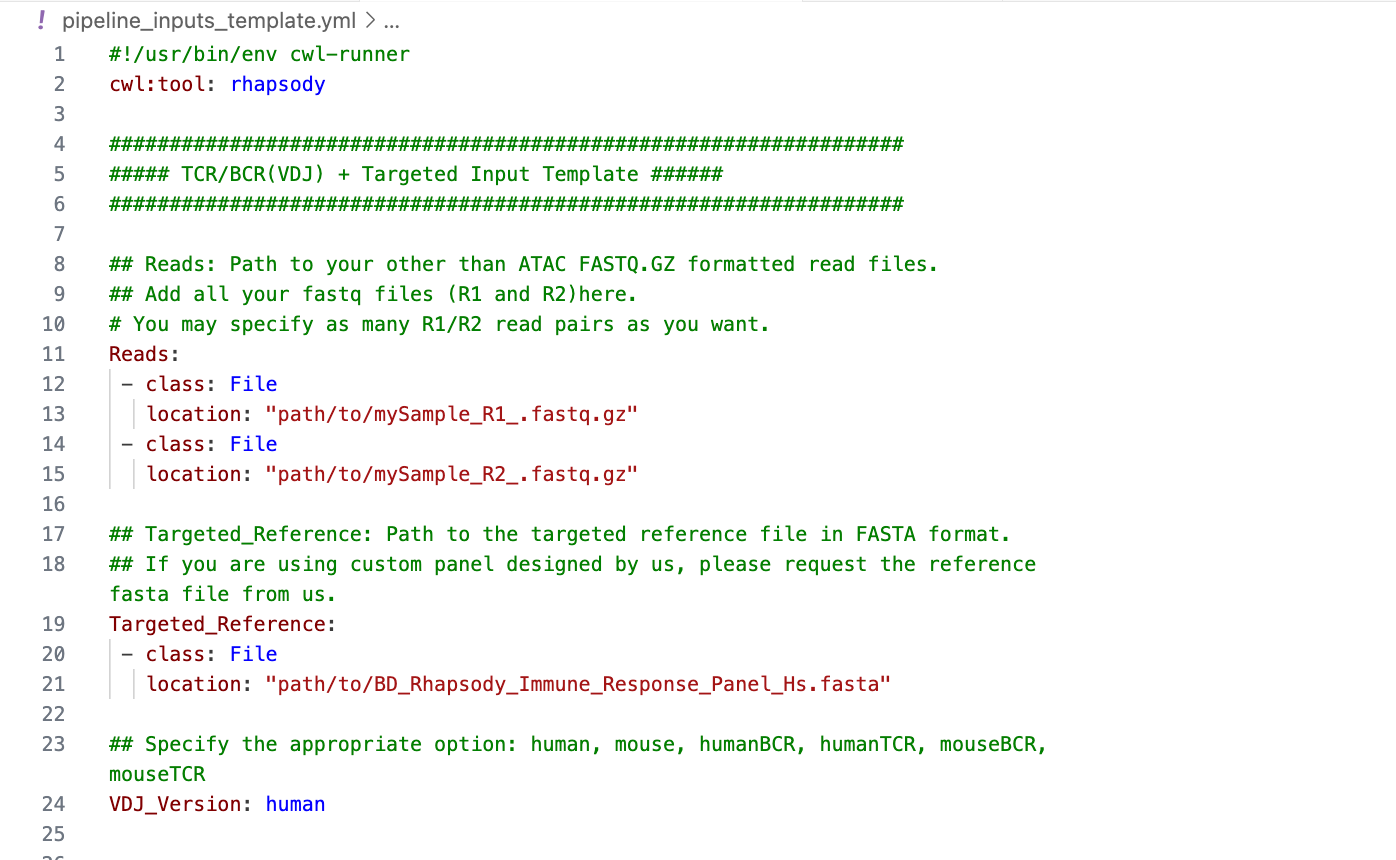 ! pipeline_inputs_template.yml > ...
1 #!/usr/bin/env cwl-runner
2 cwl:tool: rhapsody
3
4 ##################################################################
5 ##### TCR/BCR(VDJ) + Targeted Input Template ######
6 ##################################################################
7
8 ## Reads: Path to your other than ATAC FASTQ.GZ formatted read files.
9 ## Add all your fastq files (R1 and R2)here.
10 # You may specify as many R1/R2 read pairs as you want.
11 Reads:
12 - class: File
13 location: "path/to/mySample_R1_.fastq.gz"
14 - class: File
15 location: "path/to/mySample_R2_.fastq.gz"
16
17 ## Targeted_Reference: Path to the targeted reference file in FASTA format.
18 ## If you are using custom panel designed by us, please request the reference
fasta file from us.
19 Targeted_Reference:
20 - class: File
21 location: "path/to/BD_Rhapsody_Immune_Response_Panel_Hs.fasta"
22
23 ## Specify the appropriate option: human, mouse, humanBCR, humanTCR, mouseBCR,
mouseTCR
24 VDJ_Version: human
25